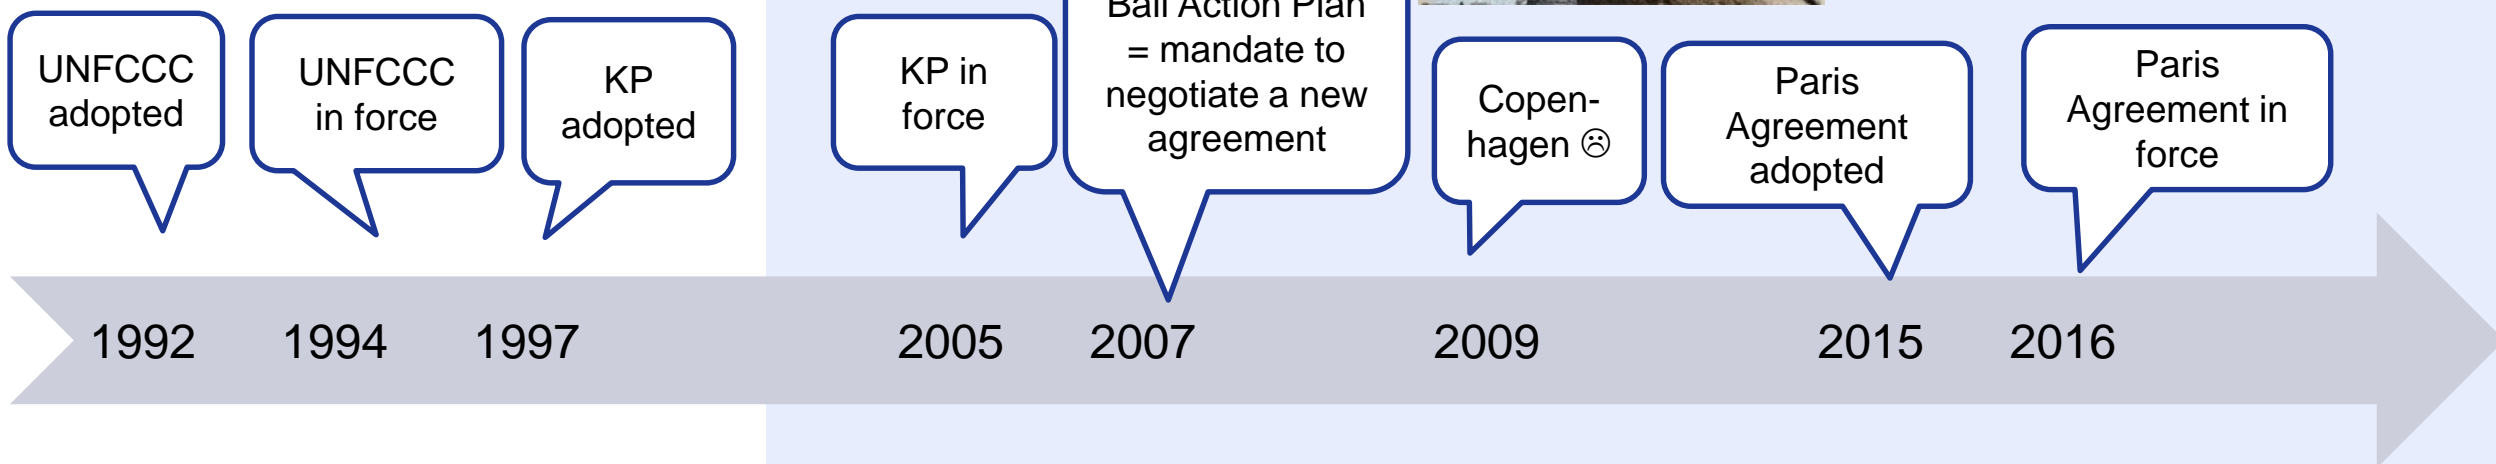 UNFCCC
adopted
UNFCCC
in force
KP
adopted
KP in
force
Bali Action Plan
= mandate to
negotiate a new
agreement
Copen-
hagen ☹
Paris
Agreement
adopted
Paris
Agreement in
force
1992
1994
1997
2005
2007
2009
2015
2016